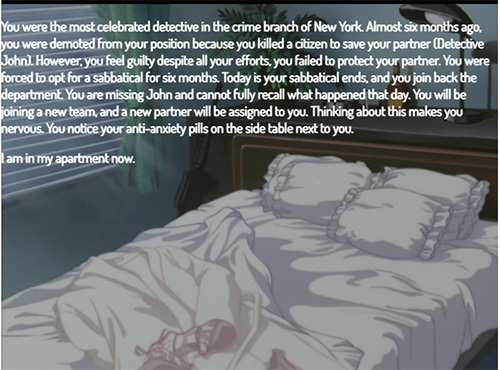 You were the most celebrated detective in the crime branch of New York. Almost six months ago,
you were demoted from your position because you killed a citizen to save your partner (Detective
John). However, you feel guilty despite all your efforts, you failed to protect your partner. You were
forced to opt for a sabbatical for six months. Today is your sabbatical ends, and you join back the
department. You are missing John and cannot fully recall what happened that day. You will be
joining a new team, and a new partner will be assigned to you. Thinking about this makes you
nervous. You notice your anti-anxiety pills on the side table next to you.
I am in my apartment now.